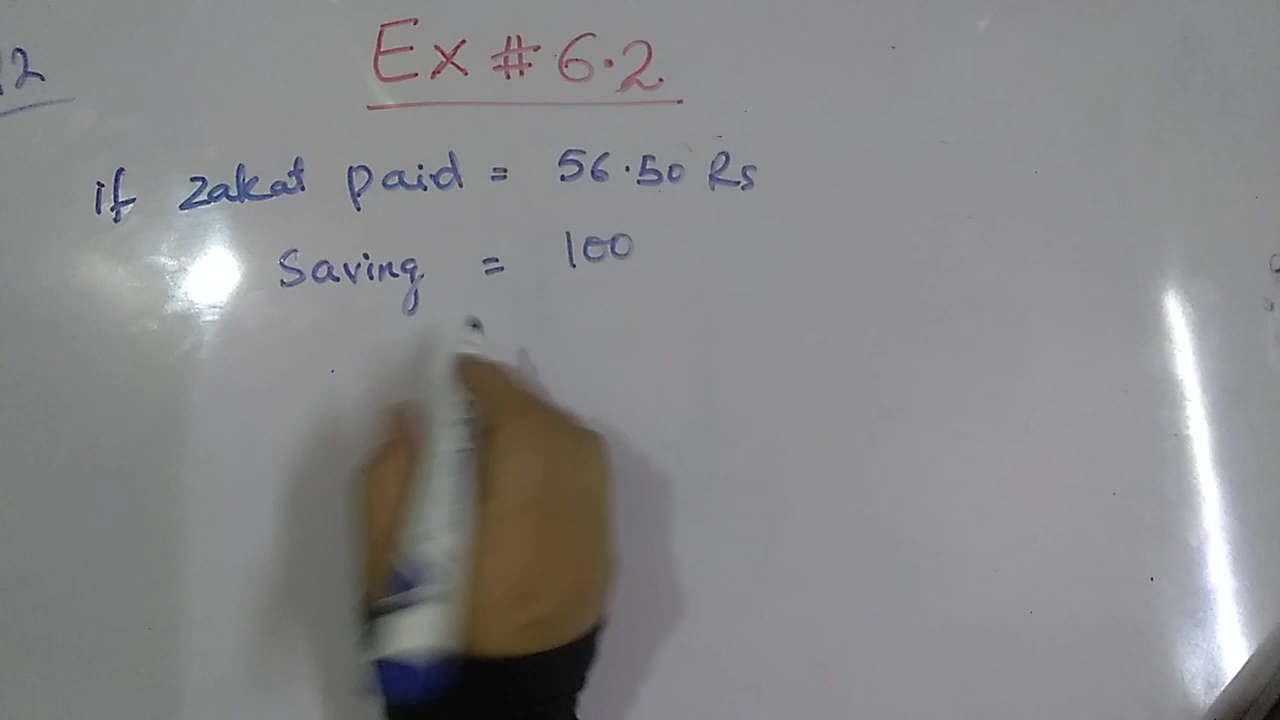 Ex # 6.2
if zakat paid = 56.50 Rs
Saving = 100